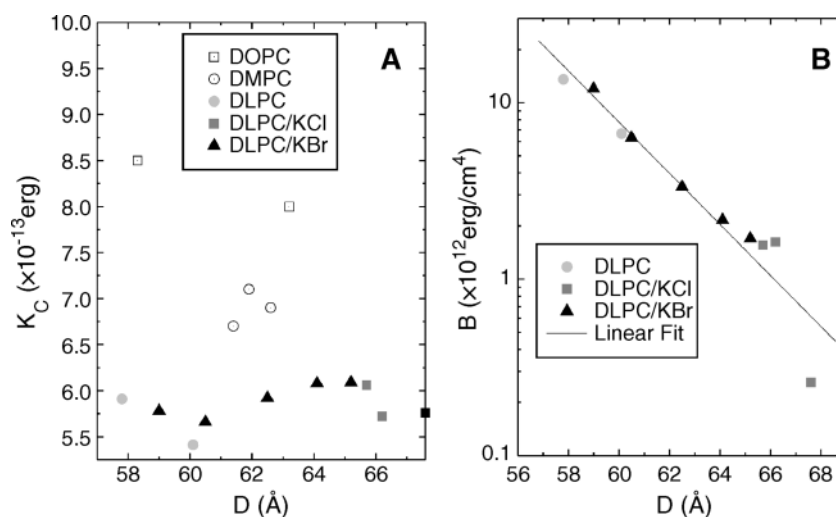 10.0
9.5
9.0
8.5
8.0
7.5
7.0
6.5
6.0
5.5
K_C (×10^-13 erg)
58 60 62 64 66
D (Å)
A
DOPC
DMPC
DLPC
DLPC/KCl
DLPC/KBr
10
1
0.1
B (×10^12 erg/cm^4)
56 58 60 62 64 66 68
D (Å)
B
DLPC
DLPC/KCl
DLPC/KBr
Linear Fit